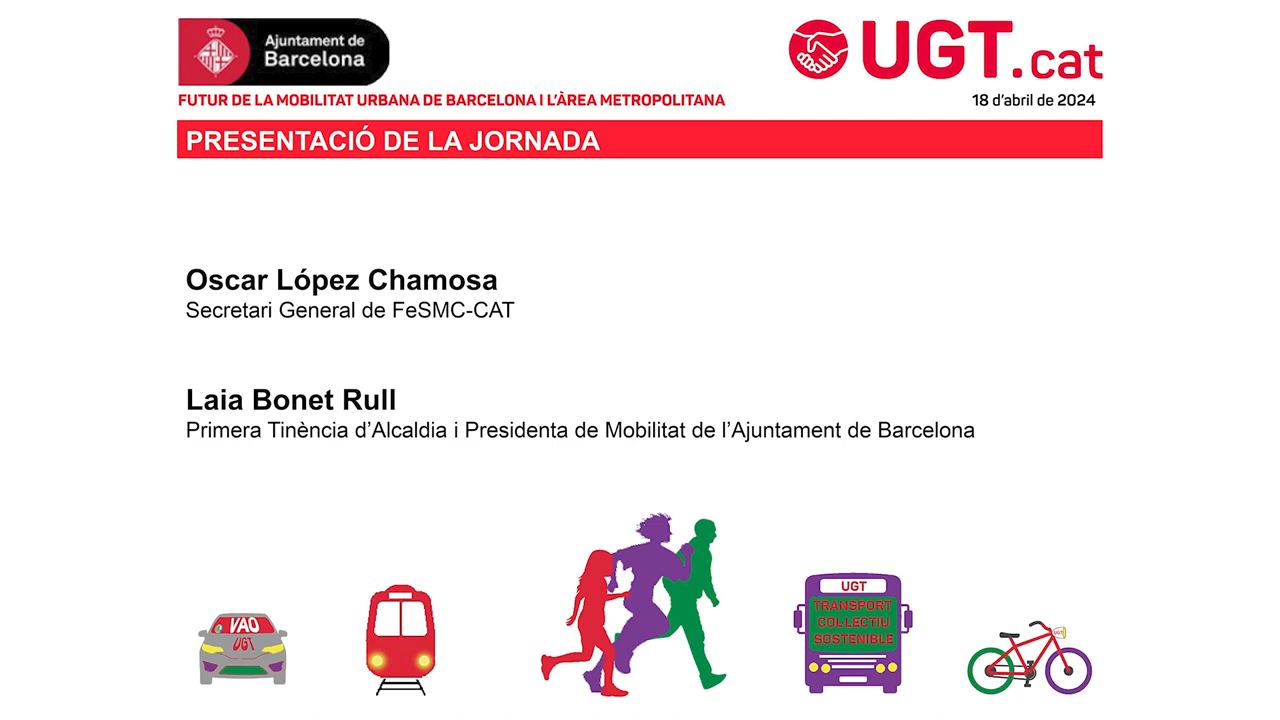 Ajuntament de
Barcelona
UGT.cat
FUTUR DE LA MOBILITAT URBANA DE BARCELONA I L'ÀREA METROPOLITANA
18 d'abril de 2024
PRESENTACIÓ DE LA JORNADA
Oscar López Chamosa
Secretari General de FeSMC-CAT
Laia Bonet Rull
Primera Tinència d'Alcaldia i Presidenta de Mobilitat de l'Ajuntament de Barcelona
VAO
UGT
UGT
TRANSPORT
COL·LECTIU
SOSTENIBLE
UGT